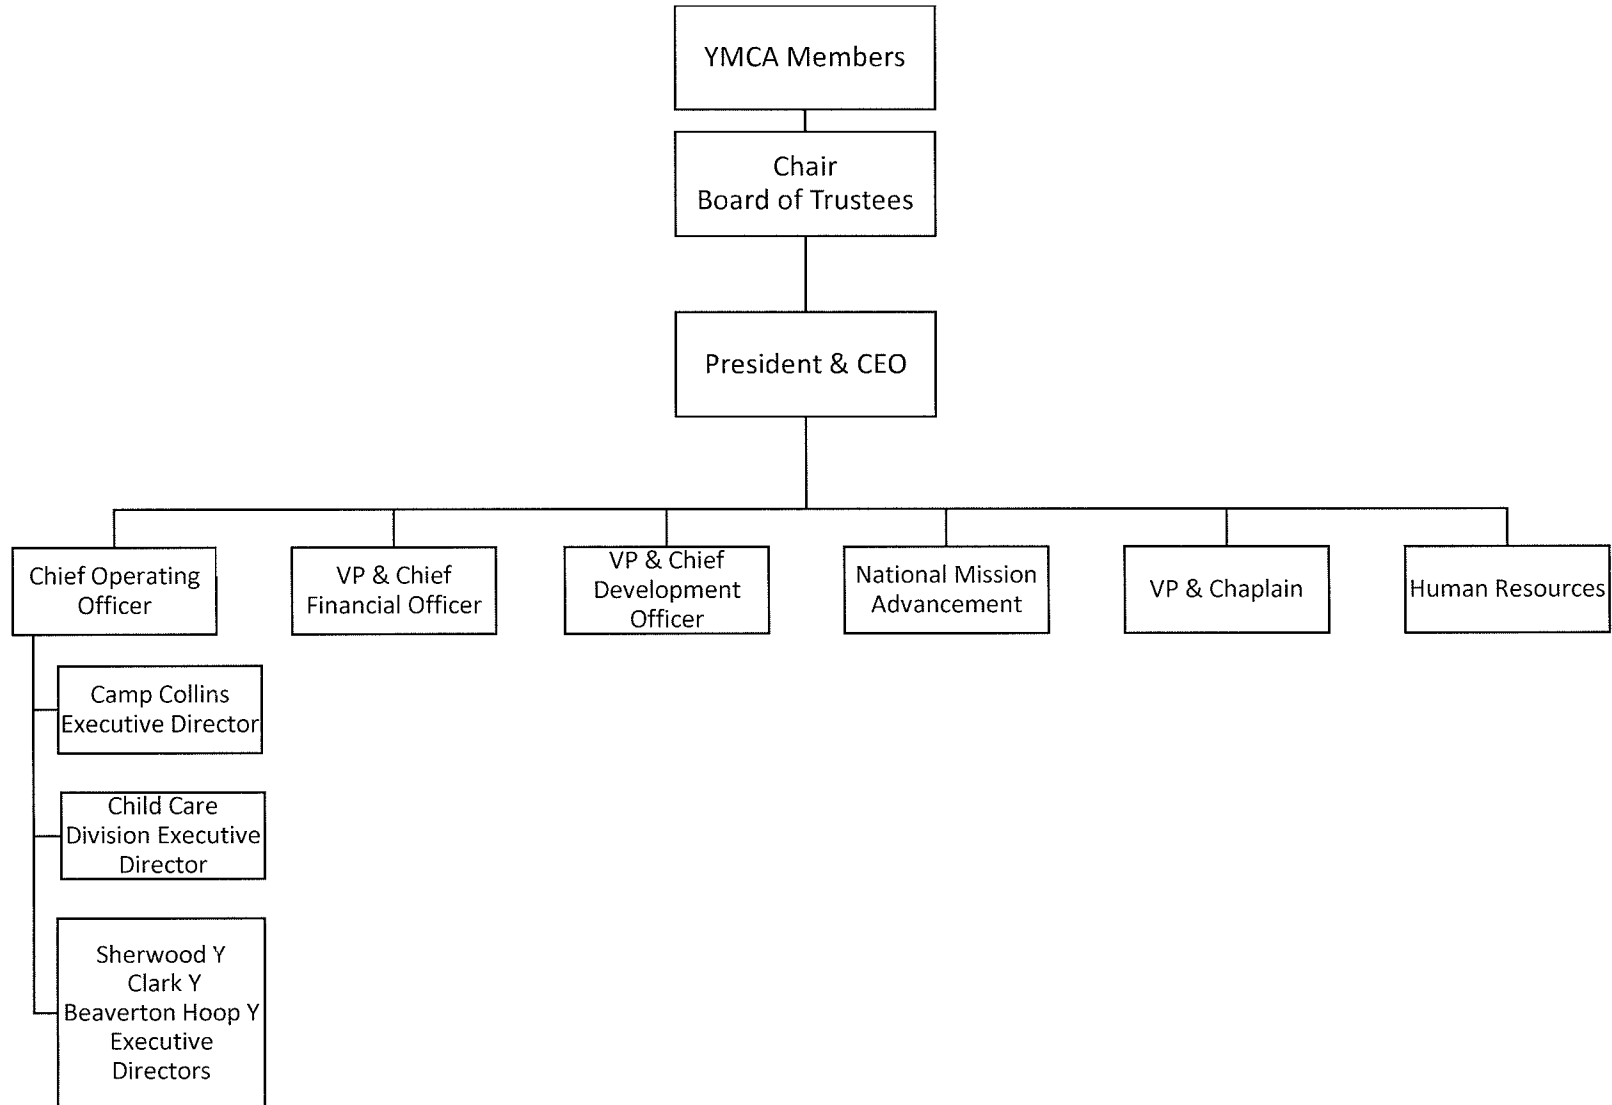 YMCA Members
Chair
Board of Trustees
President & CEO
Chief Operating
Officer
VP & Chief
Financial Officer
VP & Chief
Development
Officer
National Mission
Advancement
VP & Chaplain
Human Resources
Camp Collins
Executive Director
Child Care
Division Executive
Director
Sherwood Y
Clark Y
Beaverton Hoop Y
Executive
Directors